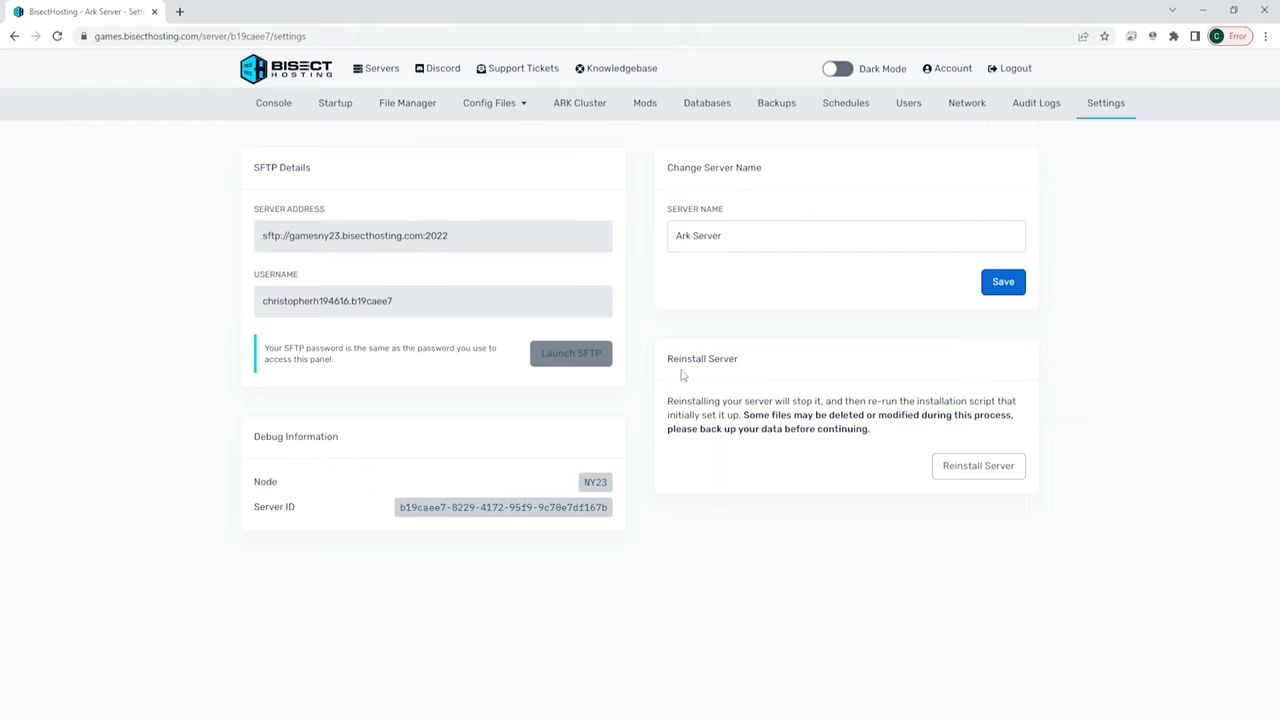 BisectHosting - Ark Server - Setti
games.bisecthosting.com/server/b19caee7/settings
C Error
BISECT
HOSTING
Servers
Discord
Support Tickets
Knowledgebase
Dark Mode
Account
Logout
Console
Startup
File Manager
Config Files
ARK Cluster
Mods
Databases
Backups
Schedules
Users
Network
Audit Logs
Settings
SFTP Details
SERVER ADDRESS
sftp://gamesny23.bisecthosting.com:2022
USERNAME
christopherh194616.b19caee7
Your SFTP password is the same as the password you use to
access this panel.
Launch SFTP
Debug Information
Node
NY23
Server ID
b19caee7-8229-4172-95f9-9c70e7df167b
Change Server Name
SERVER NAME
Ark Server
Save
Reinstall Server
Reinstalling your server will stop it, and then re-run the installation script that
initially set it up. Some files may be deleted or modified during this process,
please back up your data before continuing.
Reinstall Server